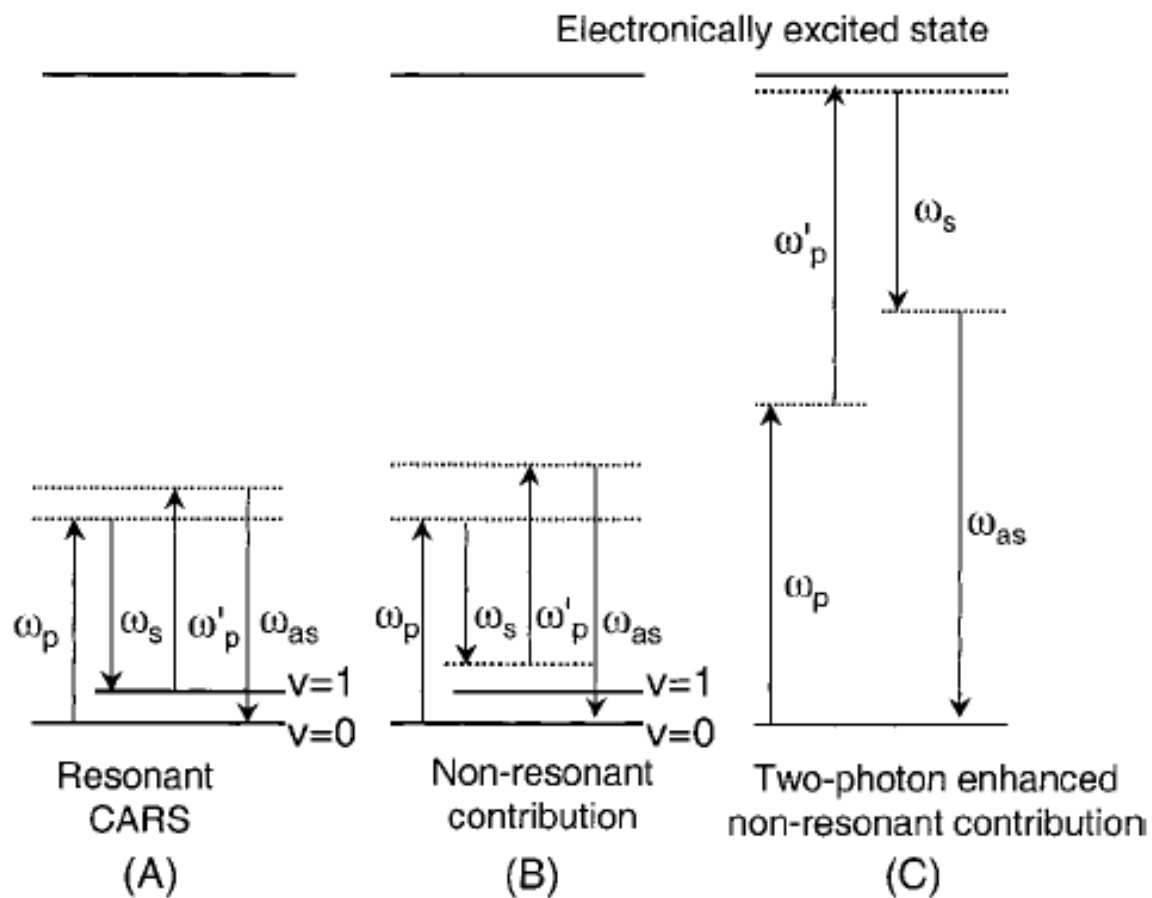 Electronically excited state
ω'p
ωs
ωp
ωas
ωp
ωs
ω'p
ωas
v=1
v=0
ωp
ωs
ω'p
ωas
v=1
v=0
Resonant
CARS
(A)
Non-resonant
contribution
(B)
Two-photon enhanced
non-resonant contribution
(C)